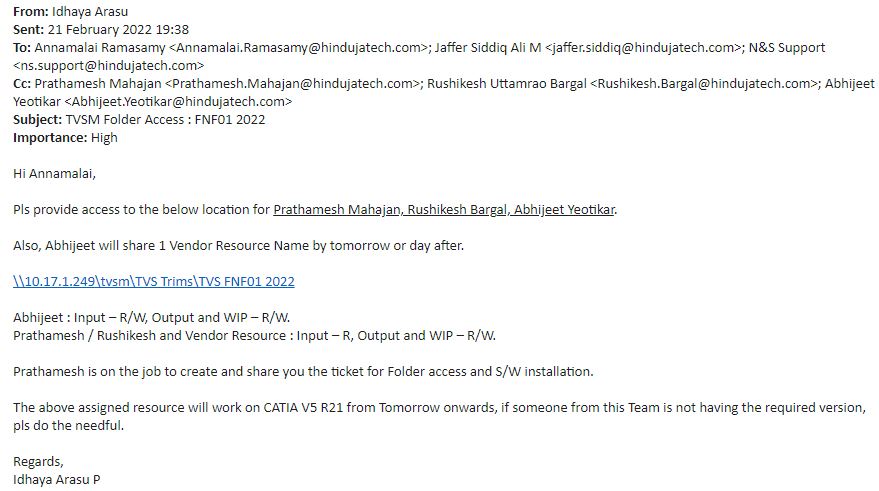 From: Idhaya Arasu
Sent: 21 February 2022 19:38
To: Annamalai Ramasamy <Annamalai.Ramasamy@hindujatech.com>; Jaffer Siddiq Ali M <jaffer.siddiq@hindujatech.com>; N&S Support
<ns.support@hindujatech.com>
Cc: Prathamesh Mahajan <Prathamesh.Mahajan@hindujatech.com>; Rushikesh Uttamrao Bargal <Rushikesh.Bargal@hindujatech.com>; Abhijeet
Yeotikar <Abhijeet.Yeotikar@hindujatech.com>
Subject: TVSM Folder Access : FNF01 2022
Importance: High
Hi Annamalai,
Pls provide access to the below location for Prathamesh Mahajan, Rushikesh Bargal, Abhijeet Yeotikar.
Also, Abhijeet will share 1 Vendor Resource Name by tomorrow or day after.
\\10.17.1.249\tvsm\TVS Trims\TVS FNF01 2022
Abhijeet : Input – R/W, Output and WIP – R/W.
Prathamesh / Rushikesh and Vendor Resource : Input – R, Output and WIP – R/W.
Prathamesh is on the job to create and share you the ticket for Folder access and S/W installation.
The above assigned resource will work on CATIA V5 R21 from Tomorrow onwards, if someone from this Team is not having the required version,
pls do the needful.
Regards,
Idhaya Arasu P